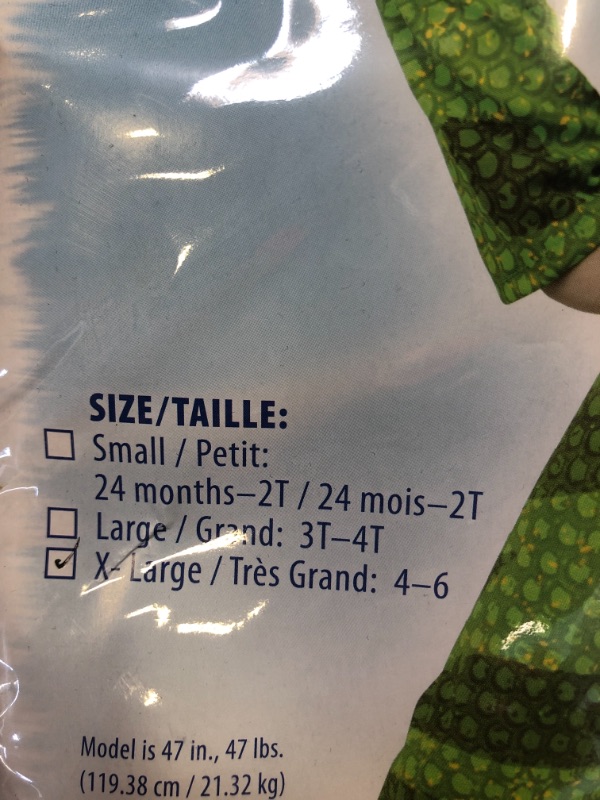 SIZE/TAILLE:
Small / Petit:
24 months–2T / 24 mois–2T
Large / Grand: 3T–4T
X- Large / Très Grand: 4–6
Model is 47 in., 47 lbs.
(119.38 cm / 21.32 kg)